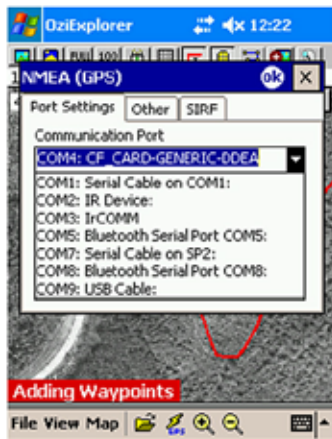 OziExplorer 12:22
FULL 100
NMEA (GPS) ok
Port Settings Other SIRF
Communication Port
COM4: CF_CARD-GENERIC-DDEA
COM1: Serial Cable on COM1:
COM2: IR Device:
COM3: IrCOMM
COM5: Bluetooth Serial Port COM5:
COM7: Serial Cable on SP2:
COM8: Bluetooth Serial Port COM8:
COM9: USB Cable:
Adding Waypoints
File View Map